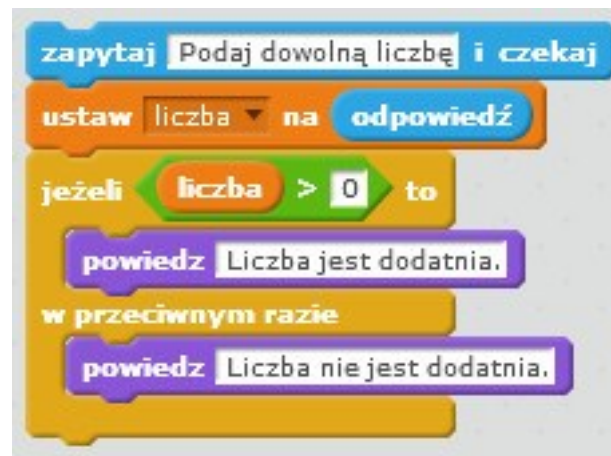 zapytaj Podaj dowolną liczbę i czekaj
ustaw liczba na odpowiedź
jeżeli liczba > 0 to
powiedz Liczba jest dodatnia.
w przeciwnym razie
powiedz Liczba nie jest dodatnia.